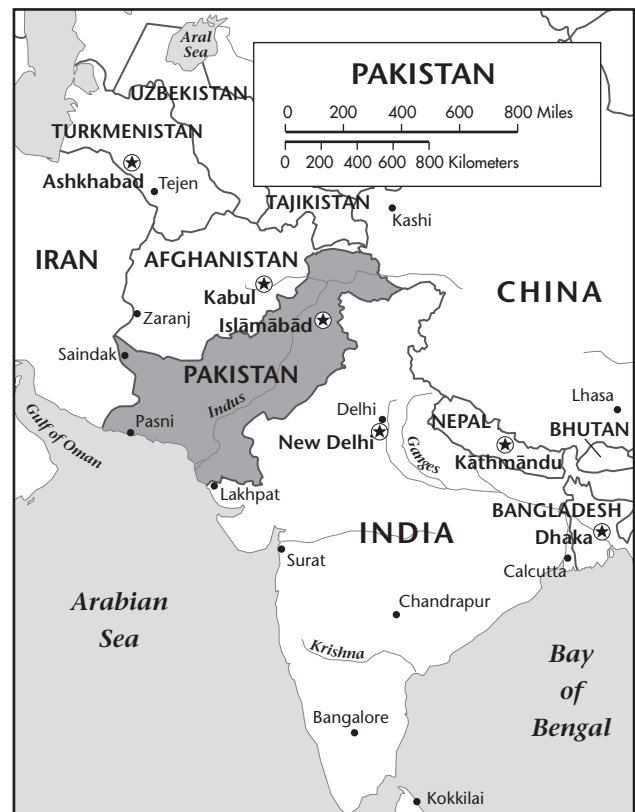 Aral
Sea
PAKISTAN
0 200 400 600 800 Miles
0 200 400 600 800 Kilometers
UZBEKISTAN
TURKMENISTAN
Ashkhabad
Tejen
TAJIKISTAN
Kashi
IRAN
AFGHANISTAN
Kabul
CHINA
Zaranj
Islāmābād
Saindak
PAKISTAN
Indus
Gulf of Oman
Pasni
Delhi
New Delhi
NEPAL
Ganges
Kāthmāndu
Lhasa
BHUTAN
Lakhpat
BANGLADESH
Dhaka
INDIA
Surat
Calcutta
Arabian
Sea
Chandrapur
Krishna
Bay
of
Bengal
Bangalore
Kokkilai